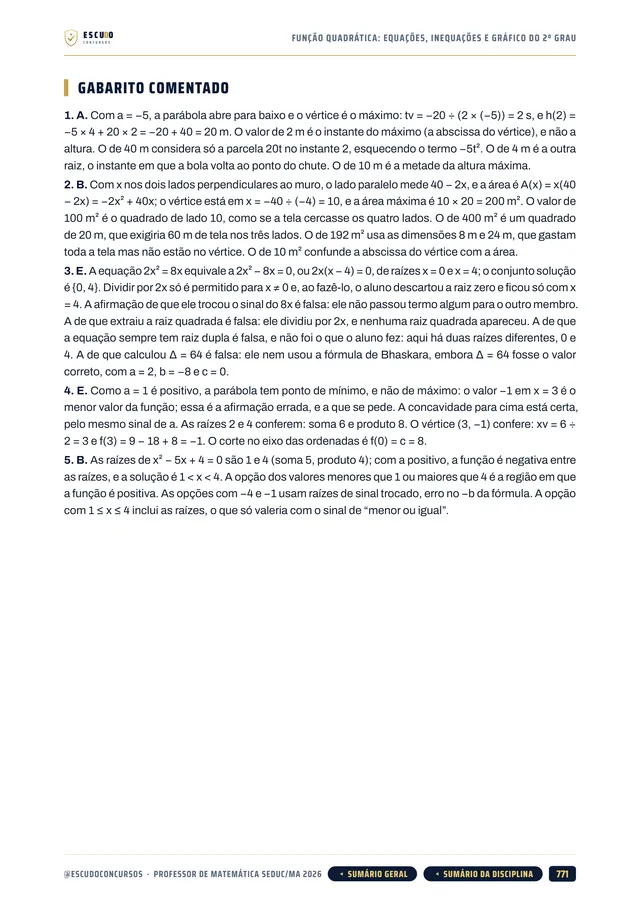 ESCUDO
CONCURSOS
FUNÇÃO QUADRÁTICA: EQUAÇÕES, INEQUAÇÕES E GRÁFICO DO 2º GRAU
GABARITO COMENTADO
1. A. Com a = −5, a parábola abre para baixo e o vértice é o máximo: tv = −20 ÷ (2 × (−5)) = 2 s, e h(2) =
−5 × 4 + 20 × 2 = −20 + 40 = 20 m. O valor de 2 m é o instante do máximo (a abscissa do vértice), e não a
altura. O de 40 m considera só a parcela 20t no instante 2, esquecendo o termo −5t². O de 4 m é a outra
raiz, o instante em que a bola volta ao ponto do chute. O de 10 m é a metade da altura máxima.
2. B. Com x nos dois lados perpendiculares ao muro, o lado paralelo mede 40 − 2x, e a área é A(x) = x(40
− 2x) = −2x² + 40x; o vértice está em x = −40 ÷ (−4) = 10, e a área máxima é 10 × 20 = 200 m². O valor de
100 m² é o quadrado de lado 10, como se a tela cercasse os quatro lados. O de 400 m² é um quadrado
de 20 m, que exigiria 60 m de tela nos três lados. O de 192 m² usa as dimensões 8 m e 24 m, que gastam
toda a tela mas não estão no vértice. O de 10 m² confunde a abscissa do vértice com a área.
3. E. A equação 2x² = 8x equivale a 2x² − 8x = 0, ou 2x(x − 4) = 0, de raízes x = 0 e x = 4; o conjunto solução
é {0, 4}. Dividir por 2x só é permitido para x ≠ 0 e, ao fazê-lo, o aluno descartou a raiz zero e ficou só com x
= 4. A afirmação de que ele trocou o sinal do 8x é falsa: ele não passou termo algum para o outro membro.
A de que extraiu a raiz quadrada é falsa: ele dividiu por 2x, e nenhuma raiz quadrada apareceu. A de que
a equação sempre tem raiz dupla é falsa, e não foi o que o aluno fez: aqui há duas raízes diferentes, 0 e
4. A de que calculou Δ = 64 é falsa: ele nem usou a fórmula de Bhaskara, embora Δ = 64 fosse o valor
correto, com a = 2, b = −8 e c = 0.
4. E. Como a = 1 é positivo, a parábola tem ponto de mínimo, e não de máximo: o valor −1 em x = 3 é o
menor valor da função; essa é a afirmação errada, e a que se pede. A concavidade para cima está certa,
pelo mesmo sinal de a. As raízes 2 e 4 conferem: soma 6 e produto 8. O vértice (3, −1) confere: xv = 6 ÷
2 = 3 e f(3) = 9 − 18 + 8 = −1. O corte no eixo das ordenadas é f(0) = c = 8.
5. B. As raízes de x² − 5x + 4 = 0 são 1 e 4 (soma 5, produto 4); com a positivo, a função é negativa entre
as raízes, e a solução é 1 < x < 4. A opção dos valores menores que 1 ou maiores que 4 é a região em que
a função é positiva. As opções com −4 e −1 usam raízes de sinal trocado, erro no −b da fórmula. A opção
com 1 ≤ x ≤ 4 inclui as raízes, o que só valeria com o sinal de “menor ou igual”.
@ESCUDOCONCURSOS · PROFESSOR DE MATEMÁTICA SEDUC/MA 2026 SUMÁRIO GERAL SUMÁRIO DA DISCIPLINA 771